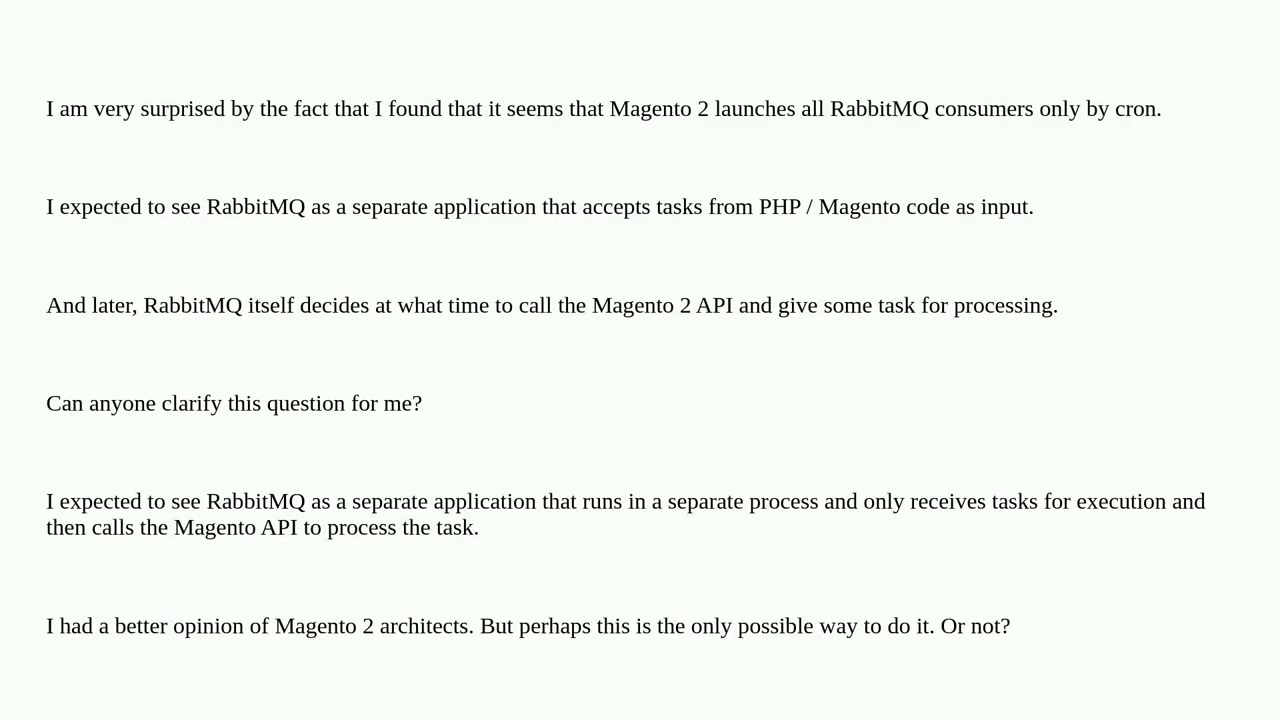 I am very surprised by the fact that I found that it seems that Magento 2 launches all RabbitMQ consumers only by cron.
I expected to see RabbitMQ as a separate application that accepts tasks from PHP / Magento code as input.
And later, RabbitMQ itself decides at what time to call the Magento 2 API and give some task for processing.
Can anyone clarify this question for me?
I expected to see RabbitMQ as a separate application that runs in a separate process and only receives tasks for execution and
then calls the Magento API to process the task.
I had a better opinion of Magento 2 architects. But perhaps this is the only possible way to do it. Or not?